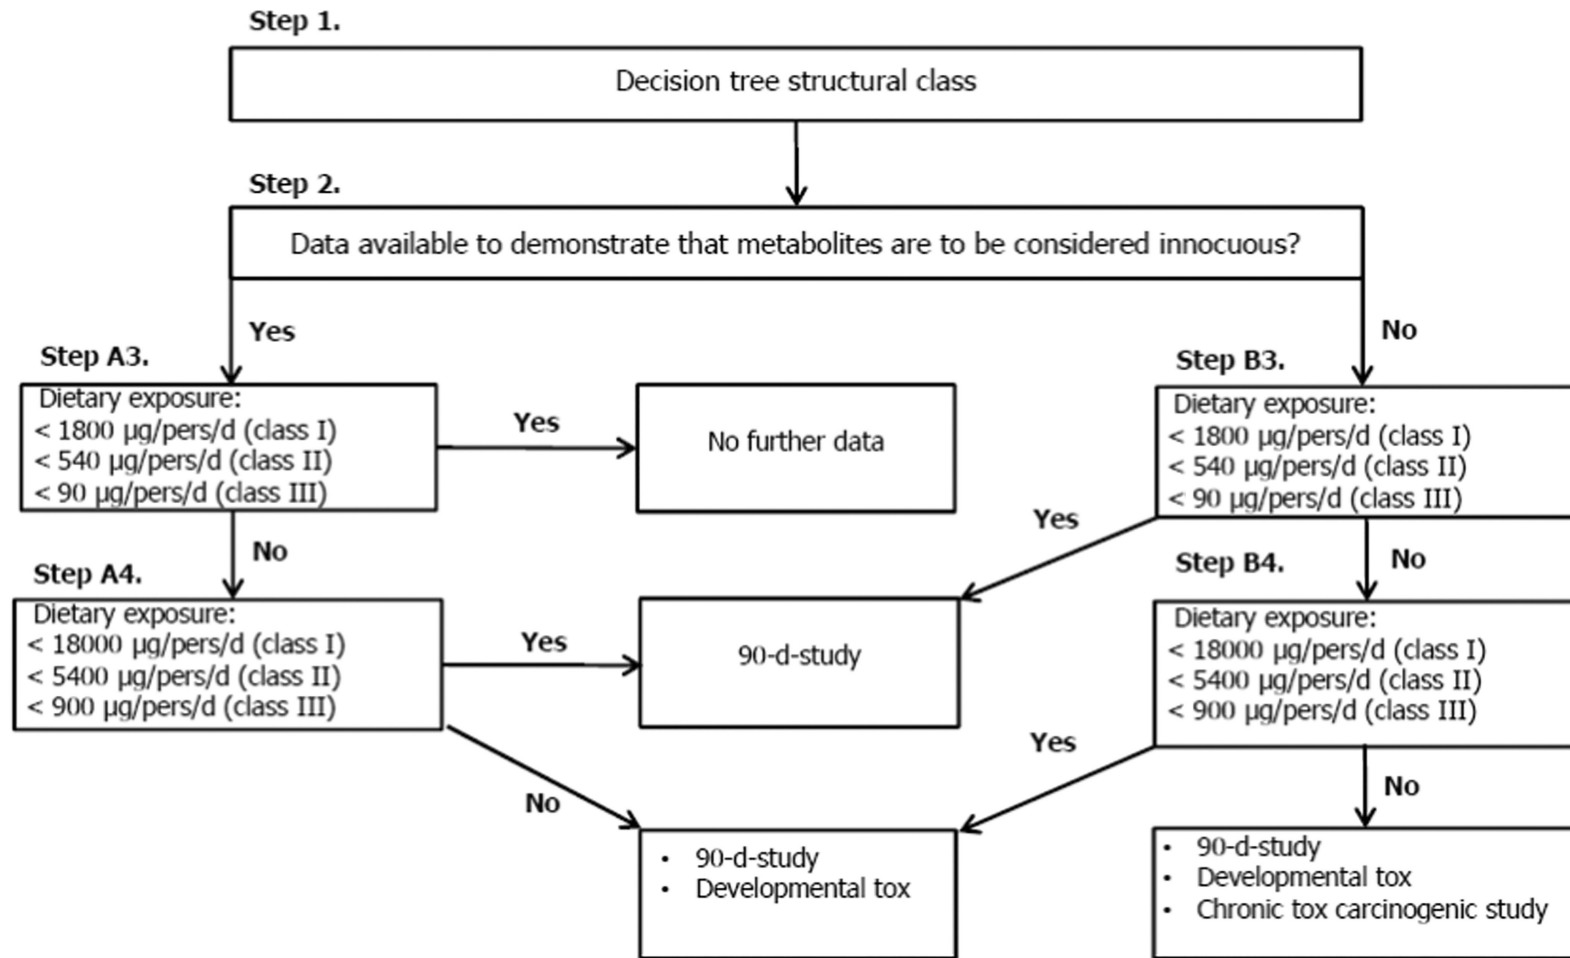 Step 1.
Decision tree structural class
Step 2.
Data available to demonstrate that metabolites are to be considered innocuous?
Yes
No
Step A3.
Dietary exposure:
< 1800 µg/pers/d (class I)
< 540 µg/pers/d (class II)
< 90 µg/pers/d (class III)
Yes
No further data
Step B3.
Dietary exposure:
< 1800 µg/pers/d (class I)
< 540 µg/pers/d (class II)
< 90 µg/pers/d (class III)
No
Yes
No
Step A4.
Dietary exposure:
< 18000 µg/pers/d (class I)
< 5400 µg/pers/d (class II)
< 900 µg/pers/d (class III)
Yes
90-d-study
Step B4.
Dietary exposure:
< 18000 µg/pers/d (class I)
< 5400 µg/pers/d (class II)
< 900 µg/pers/d (class III)
No
Yes
No
• 90-d-study
• Developmental tox
• 90-d-study
• Developmental tox
• Chronic tox carcinogenic study